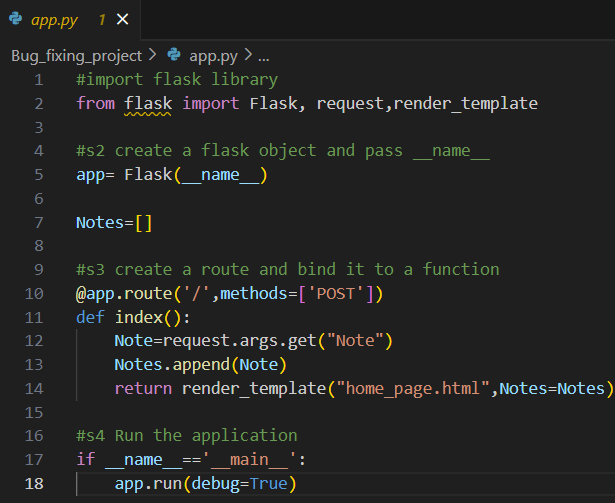 app.py 1 ×
Bug_fixing_project > app.py > ...
1 #import flask library
2 from flask import Flask, request,render_template
3
4 #s2 create a flask object and pass __name__
5 app= Flask(__name__)
6
7 Notes=[]
8
9 #s3 create a route and bind it to a function
10 @app.route('/',methods=['POST'])
11 def index():
12     Note=request.args.get("Note")
13     Notes.append(Note)
14     return render_template("home_page.html",Notes=Notes)
15
16 #s4 Run the application
17 if __name__=='__main__':
18     app.run(debug=True)